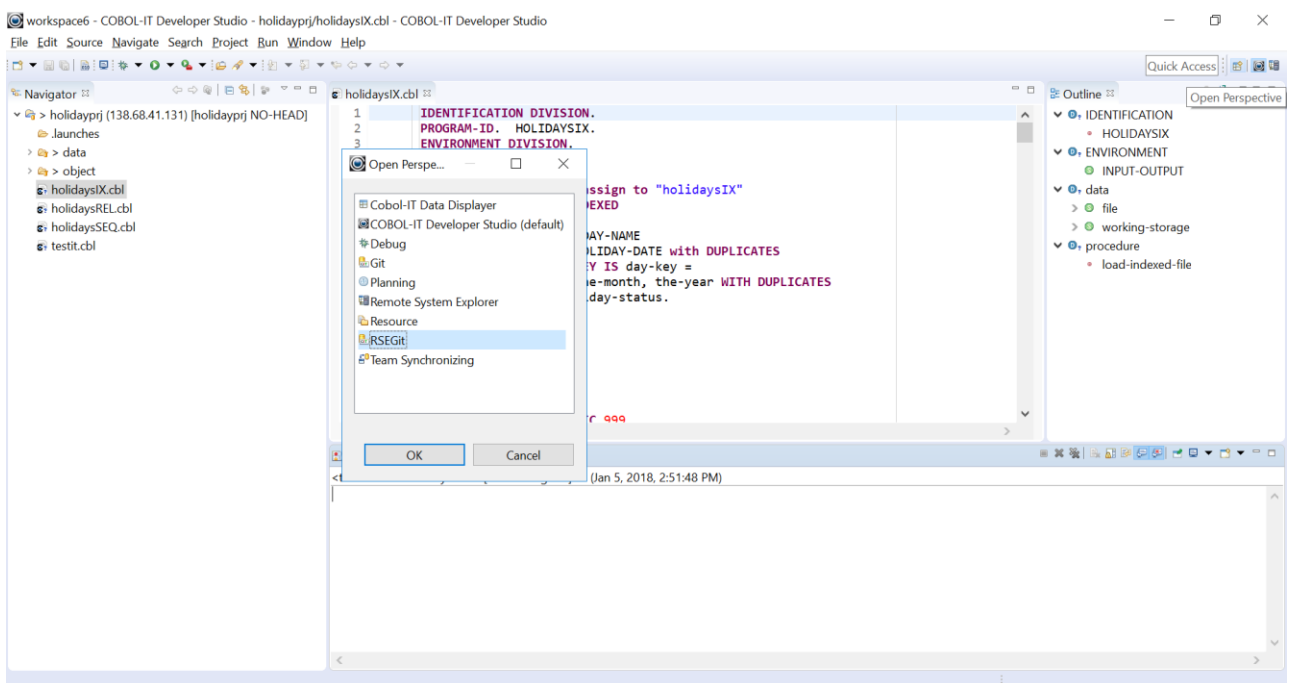 workspace6 - COBOL-IT Developer Studio - holidayprj/holidaysIX.cbl - COBOL-IT Developer Studio
File Edit Source Navigate Search Project Run Window Help
Quick Access
Navigator
> holidayprj (138.68.41.131) [holidayprj NO-HEAD]
.launches
> data
> object
holidaysIX.cbl
holidaysREL.cbl
holidaysSEQ.cbl
testit.cbl
holidaysIX.cbl
1 IDENTIFICATION DIVISION.
2 PROGRAM-ID. HOLIDAYSIX.
3 ENVIRONMENT DIVISION.
ssign to "holidaysIX"
EXED
AY-NAME
LIDAY-DATE with DUPLICATES
Y IS day-key =
e-month, the-year WITH DUPLICATES
day-status.
C 999
Open Perspe...
Cobol-IT Data Displayer
COBOL-IT Developer Studio (default)
Debug
Git
Planning
Remote System Explorer
Resource
RSEGit
Team Synchronizing
OK Cancel
Outline
Open Perspective
IDENTIFICATION
HOLIDAYSIX
ENVIRONMENT
INPUT-OUTPUT
data
file
working-storage
procedure
load-indexed-file
(Jan 5, 2018, 2:51:48 PM)